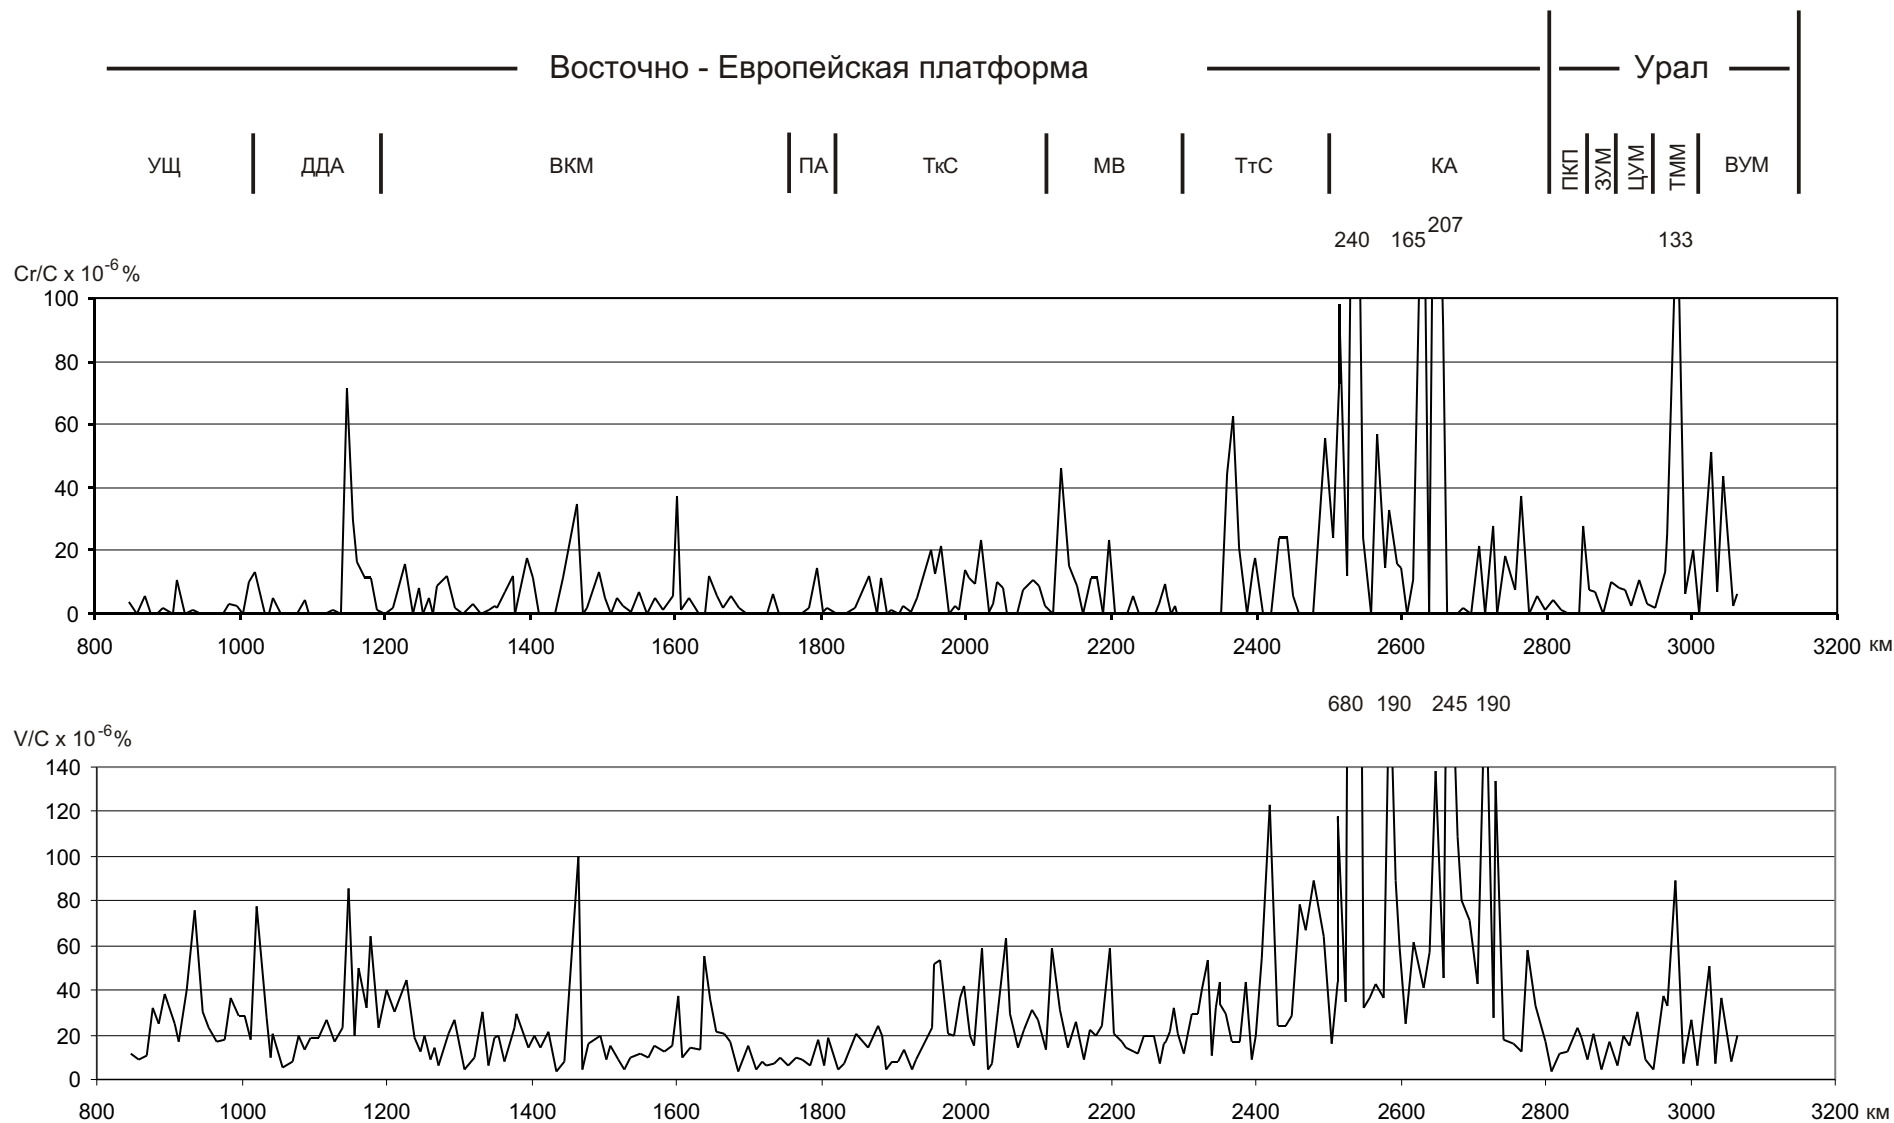 Восточно - Европейская платформа Урал
УЩ ДДА ВКМ ПА ТкС МВ ТтС КА ПКП ЗУМ ЦУМ ТММ ВУМ
240 165 207 133
Cr/C x 10-6 %
100
80
60
40
20
0
800 1000 1200 1400 1600 1800 2000 2200 2400 2600 2800 3000 3200 км
680 190 245 190
V/C x 10-6 %
140
120
100
80
60
40
20
0
800 1000 1200 1400 1600 1800 2000 2200 2400 2600 2800 3000 3200 км